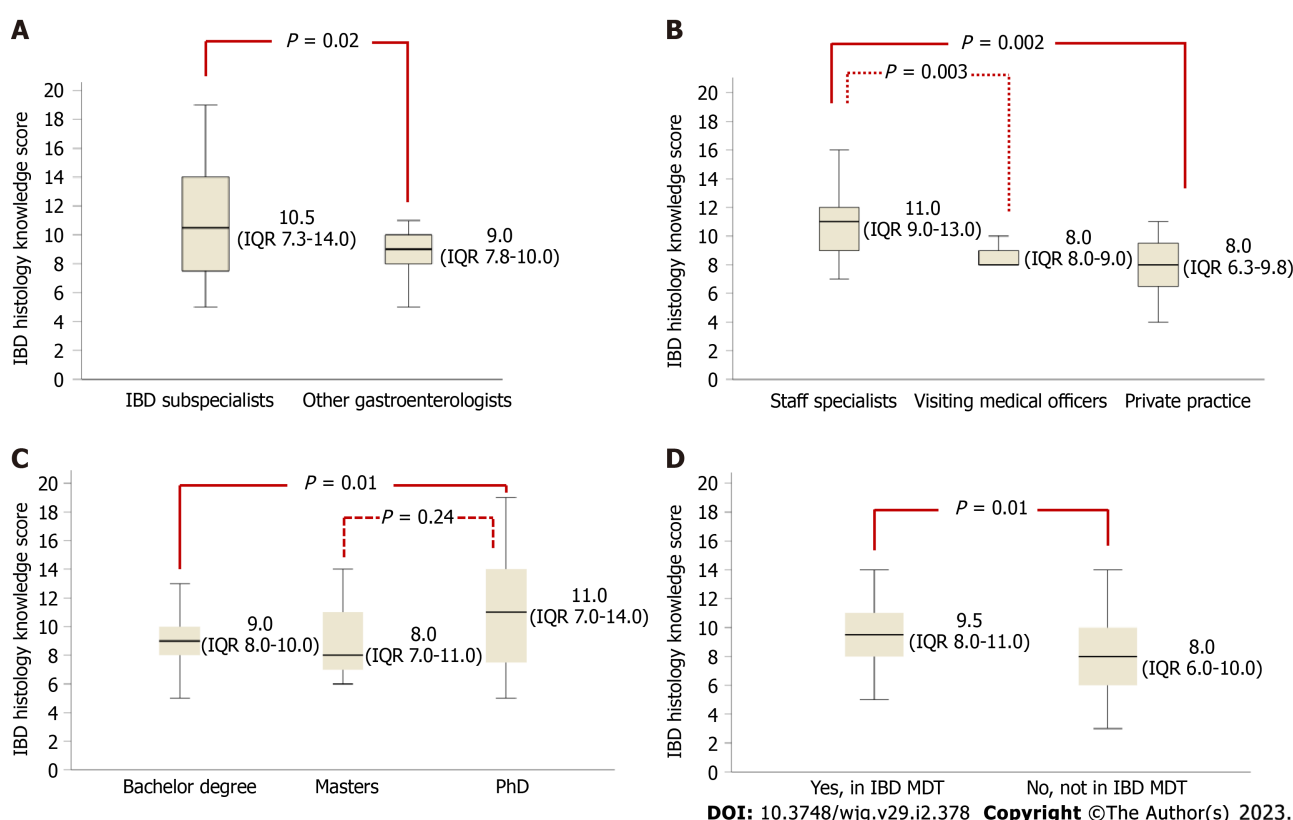 A
P = 0.02
IBD histology knowledge score
20
18
16
14
12
10
8
6
4
2
0
10.5
(IQR 7.3-14.0)
9.0
(IQR 7.8-10.0)
IBD subspecialists
Other gastroenterologists
B
P = 0.002
P = 0.003
IBD histology knowledge score
20
18
16
14
12
10
8
6
4
2
0
11.0
(IQR 9.0-13.0)
8.0
(IQR 8.0-9.0)
8.0
(IQR 6.3-9.8)
Staff specialists
Visiting medical officers
Private practice
C
P = 0.01
P = 0.24
IBD histology knowledge score
20
18
16
14
12
10
8
6
4
2
0
9.0
(IQR 8.0-10.0)
8.0
(IQR 7.0-11.0)
11.0
(IQR 7.0-14.0)
Bachelor degree
Masters
PhD
D
P = 0.01
IBD histology knowledge score
20
18
16
14
12
10
8
6
4
2
0
9.5
(IQR 8.0-11.0)
8.0
(IQR 6.0-10.0)
Yes, in IBD MDT
No, not in IBD MDT
DOI: 10.3748/wjg.v29.i2.378 Copyright ©The Author(s) 2023.